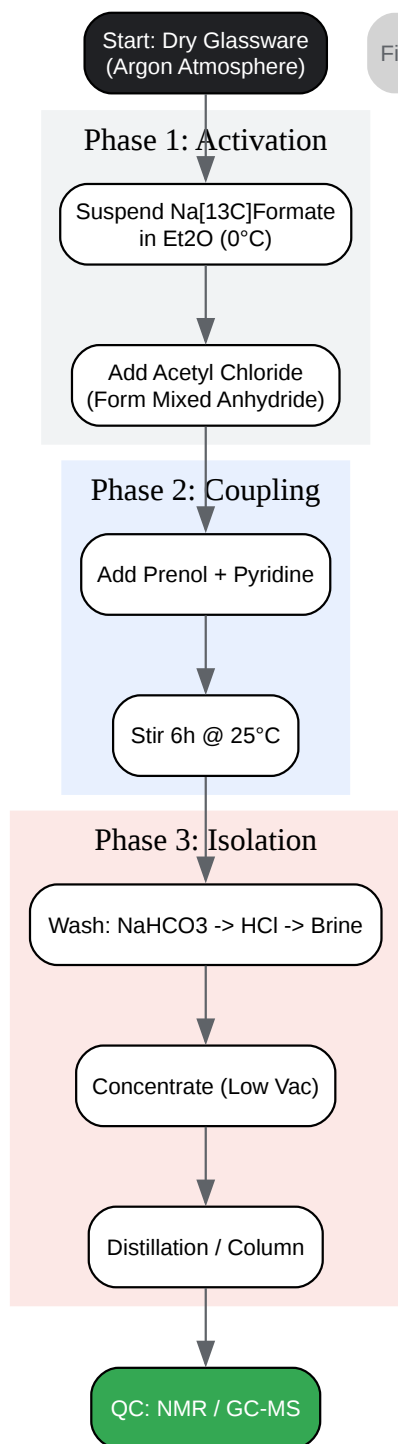 Start: Dry Glassware
(Argon Atmosphere)
Phase 1: Activation
Suspend Na[13C]Formate
in Et2O (0°C)
Add Acetyl Chloride
(Form Mixed Anhydride)
Phase 2: Coupling
Add Prenol + Pyridine
Stir 6h @ 25°C
Phase 3: Isolation
Wash: NaHCO3 -> HCl -> Brine
Concentrate (Low Vac)
Distillation / Column
QC: NMR / GC-MS